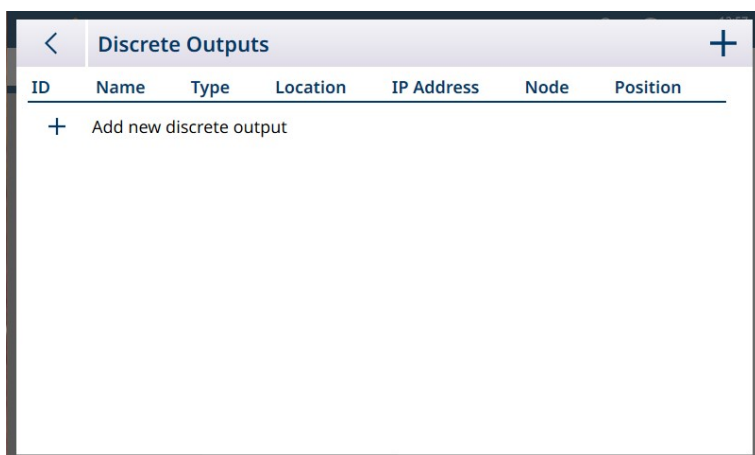 Discrete Outputs
ID Name Type Location IP Address Node Position
Add new discrete output